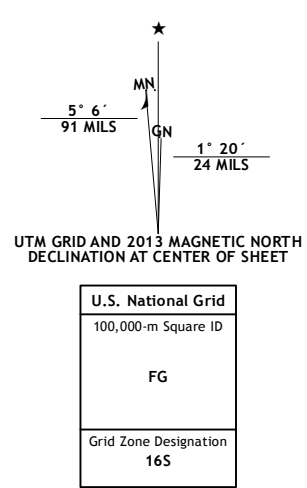 MN
5° 6´
91 MILS
GN
1° 20´
24 MILS
UTM GRID AND 2013 MAGNETIC NORTH
DECLINATION AT CENTER OF SHEET
U.S. National Grid
100,000-m Square ID
FG
Grid Zone Designation
16S